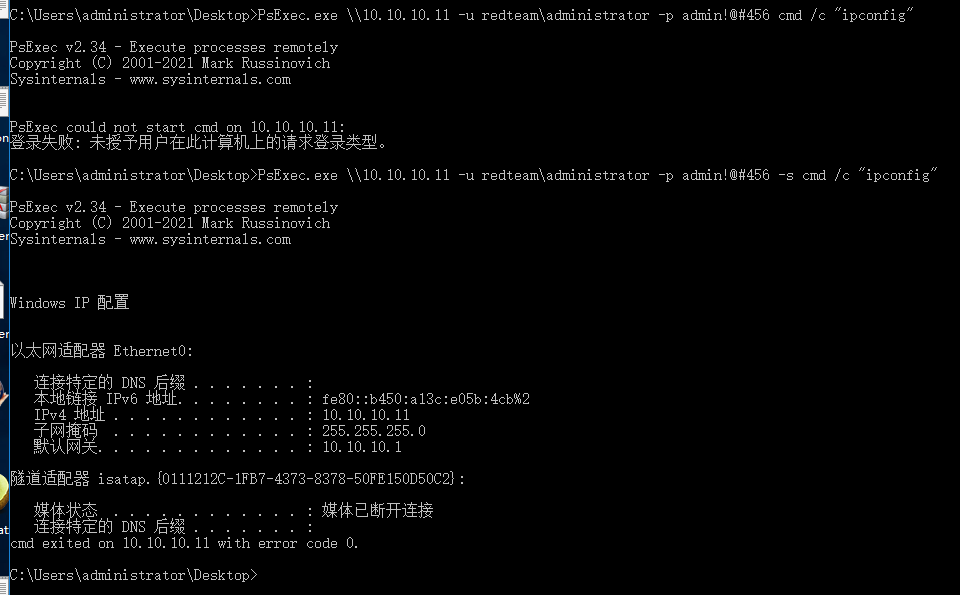 C:\Users\administrator\Desktop>PsExec.exe \\10.10.10.11 -u redteam\administrator -p admin!@#456 cmd /c "ipconfig"
PsExec v2.34 - Execute processes remotely
Copyright (C) 2001-2021 Mark Russinovich
Sysinternals - www.sysinternals.com
PsExec could not start cmd on 10.10.10.11:
登录失败: 未授予用户在此计算机上的请求登录类型。
C:\Users\administrator\Desktop>PsExec.exe \\10.10.10.11 -u redteam\administrator -p admin!@#456 -s cmd /c "ipconfig"
PsExec v2.34 - Execute processes remotely
Copyright (C) 2001-2021 Mark Russinovich
Sysinternals - www.sysinternals.com
Windows IP 配置
以太网适配器 Ethernet0:
连接特定的 DNS 后缀 . . . . . . . :
本地链接 IPv6 地址. . . . . . . . : fe80::b450:a13c:e05b:4cb%2
IPv4 地址 . . . . . . . . . . . . : 10.10.10.11
子网掩码 . . . . . . . . . . . . : 255.255.255.0
默认网关. . . . . . . . . . . . . : 10.10.10.1
隧道适配器 isatap.{0111212C-1FB7-4373-8378-50FE150D50C2}:
媒体状态 . . . . . . . . . . . . : 媒体已断开连接
连接特定的 DNS 后缀 . . . . . . . :
cmd exited on 10.10.10.11 with error code 0.
C:\Users\administrator\Desktop>